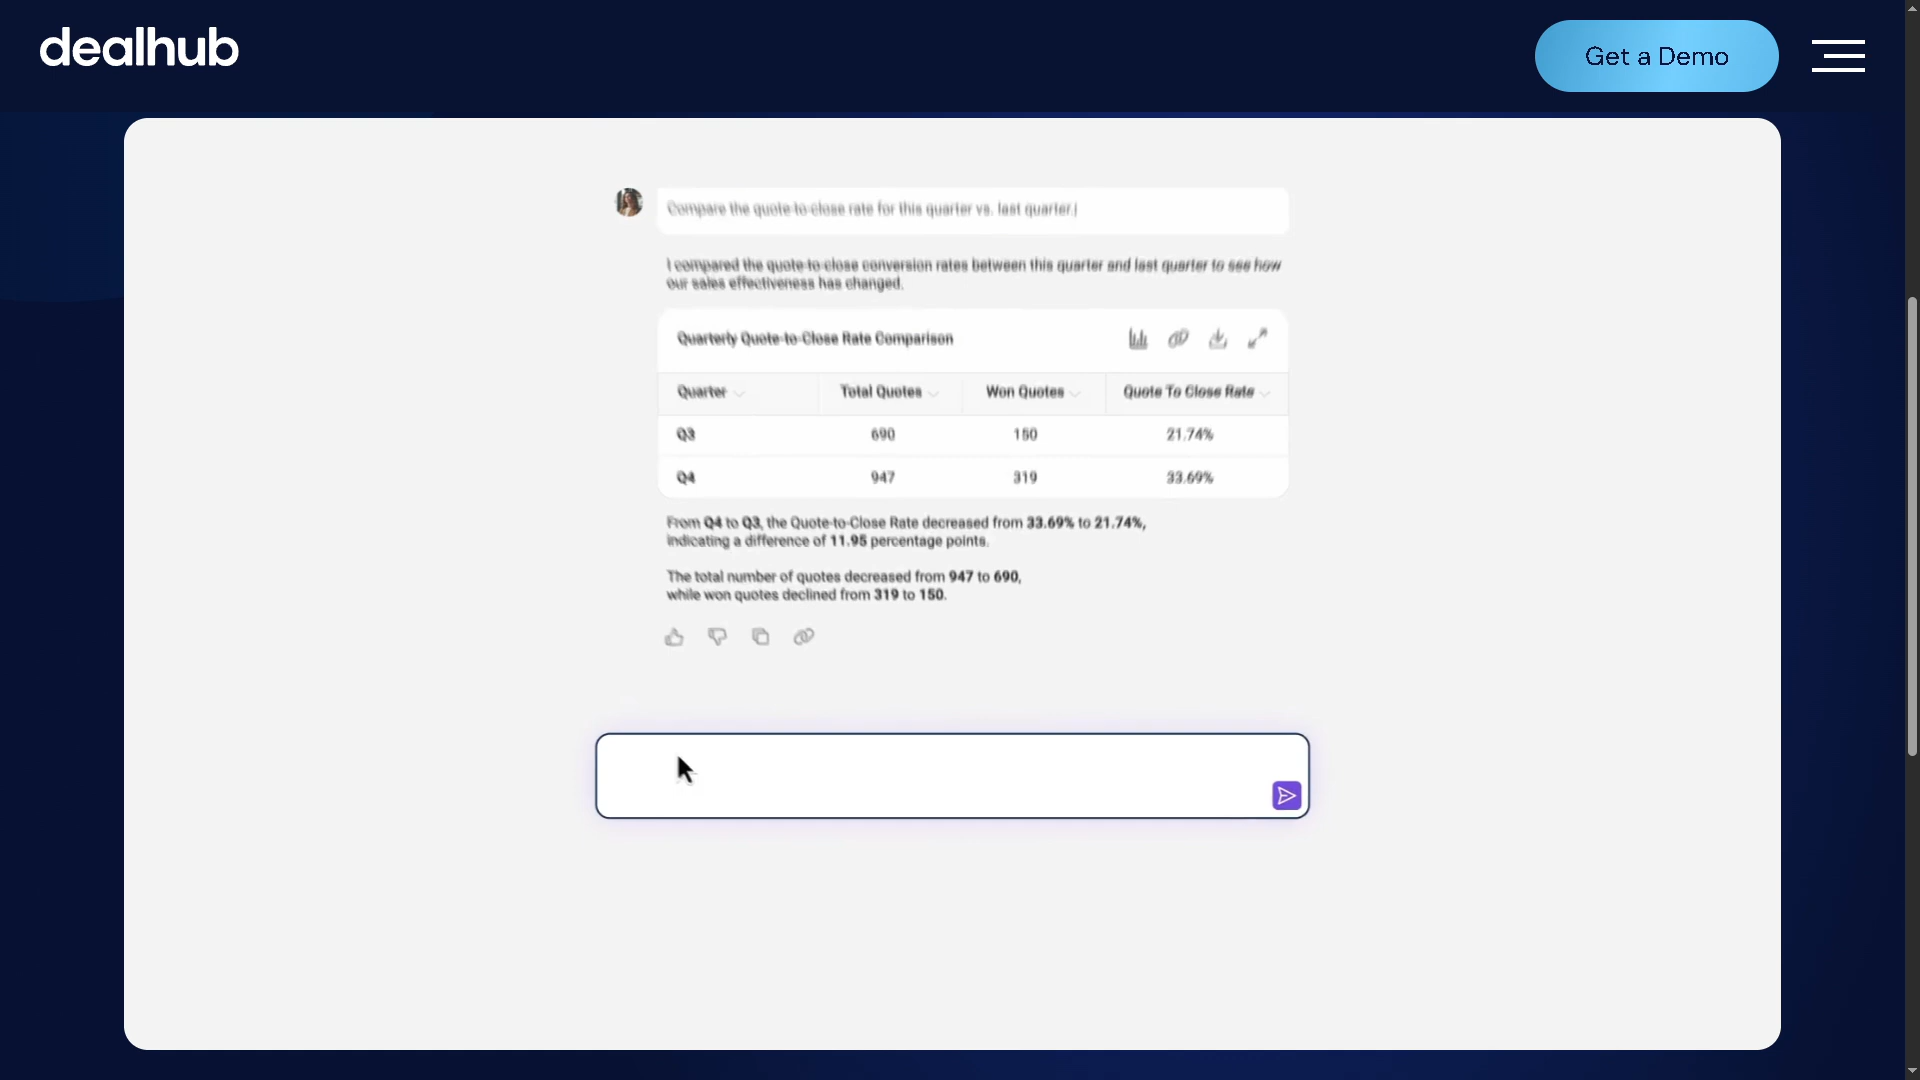 dealhub
Get a Demo
Compare the quote-to-close rate for this quarter vs. last quarter.
I compared the quote-to-close conversion rates between this quarter and last quarter to see how
our sales effectiveness has changed.
Quarterly Quote-to-Close Rate Comparison
Quarter Total Quotes Won Quotes Quote To Close Rate
Q3 690 150 21.74%
Q4 947 319 33.69%
From Q4 to Q3, the Quote-to-Close Rate decreased from 33.69% to 21.74%,
indicating a difference of 11.95 percentage points.
The total number of quotes decreased from 947 to 690,
while won quotes declined from 319 to 150.